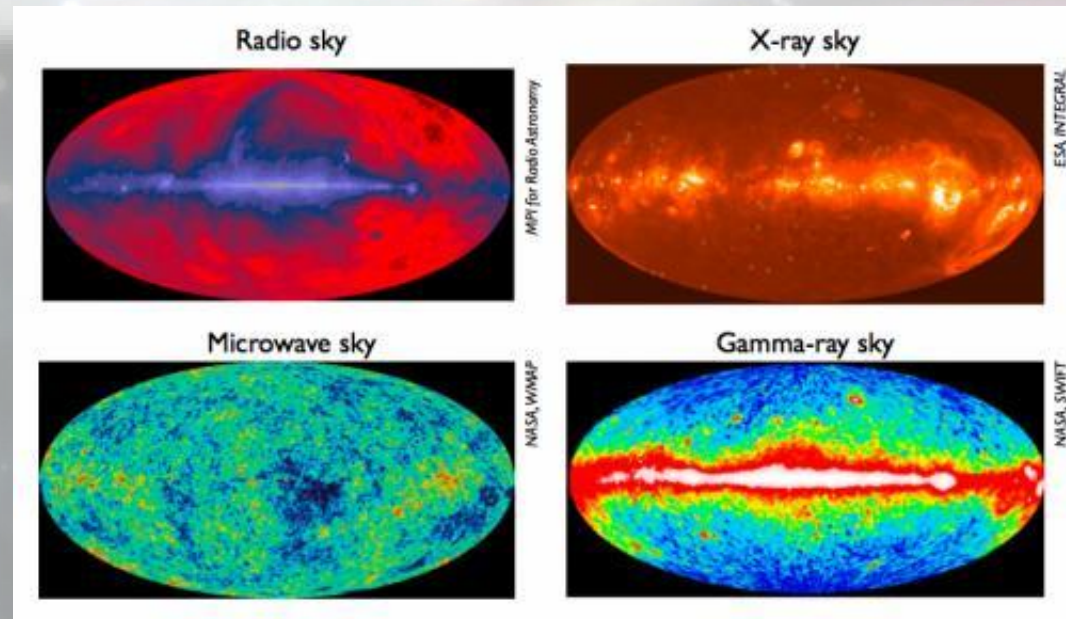 Radio sky
MPI for Radio Astronomy
X-ray sky
ESA, INTEGRAL
Microwave sky
NASA, WMAP
Gamma-ray sky
NASA, SWIFT